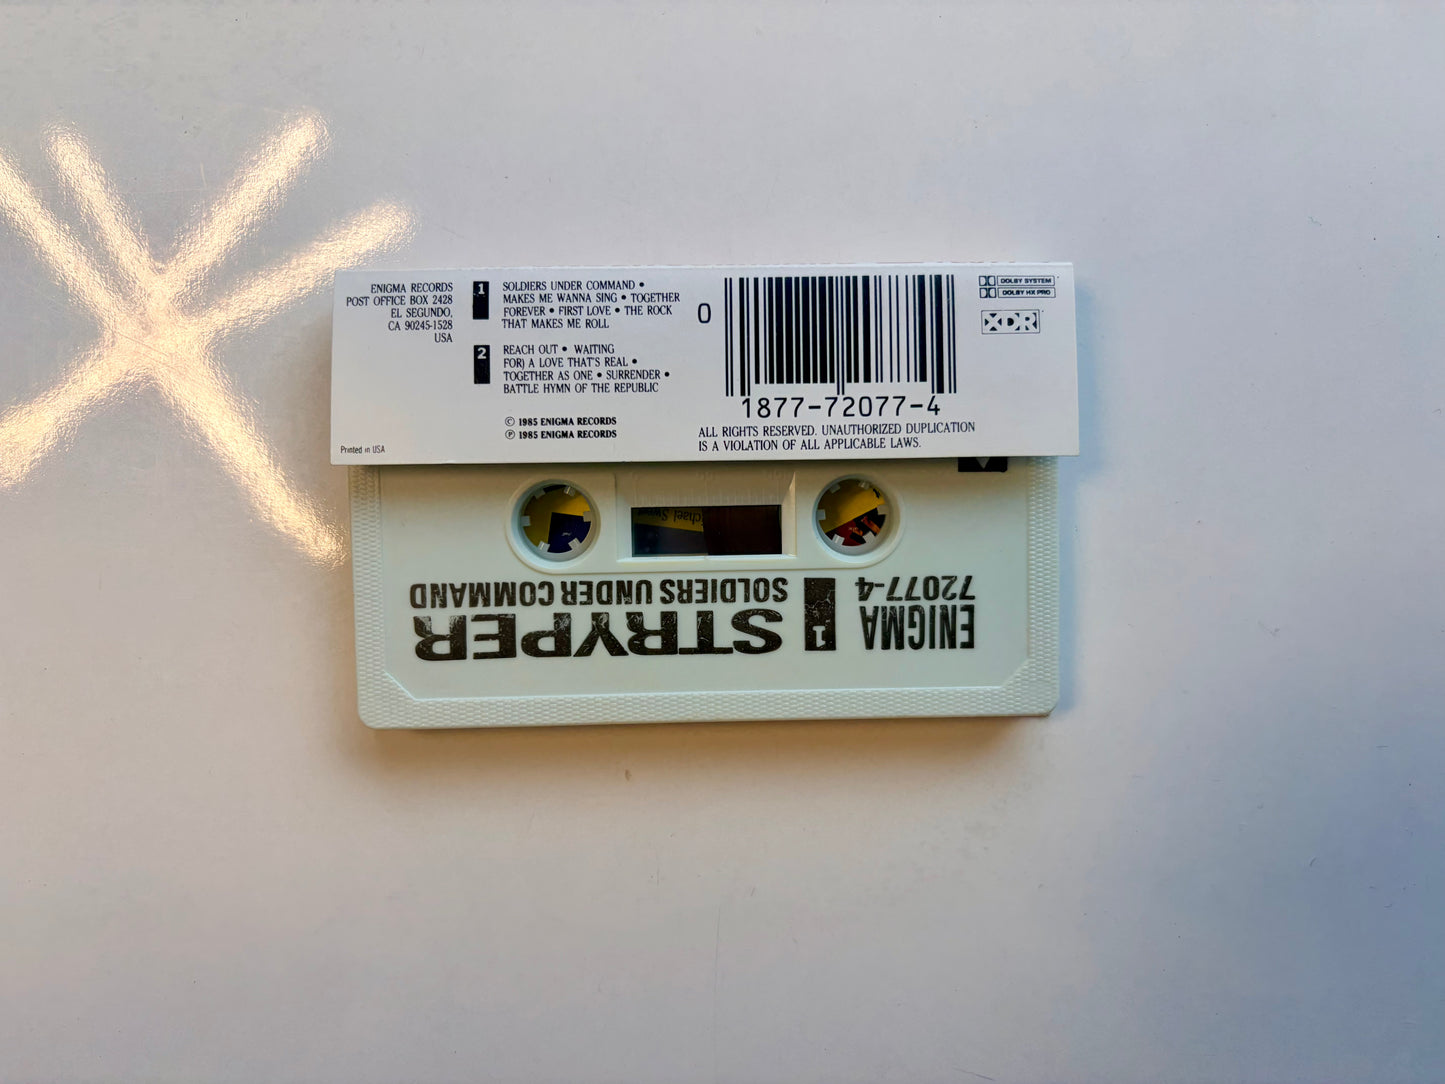 ENIGMA RECORDS
POST OFFICE BOX 2428
EL SEGUNDO,
CA 90245-1528
USA
Printed in USA
1
SOLDIERS UNDER COMMAND •
MAKES ME WANNA SING • TOGETHER
FOREVER • FIRST LOVE • THE ROCK
THAT MAKES ME ROLL
2
REACH OUT • WAITING
FOR) A LOVE THAT'S REAL •
TOGETHER AS ONE • SURRENDER •
BATTLE HYMN OF THE REPUBLIC
© 1985 ENIGMA RECORDS
℗ 1985 ENIGMA RECORDS
0
1877-72077-4
ALL RIGHTS RESERVED. UNAUTHORIZED DUPLICATION
IS A VIOLATION OF ALL APPLICABLE LAWS.
DOLBY SYSTEM
DOLBY HX PRO
XDR
ENIGMA
72077-4
1
STRYPER
SOLDIERS UNDER COMMAND